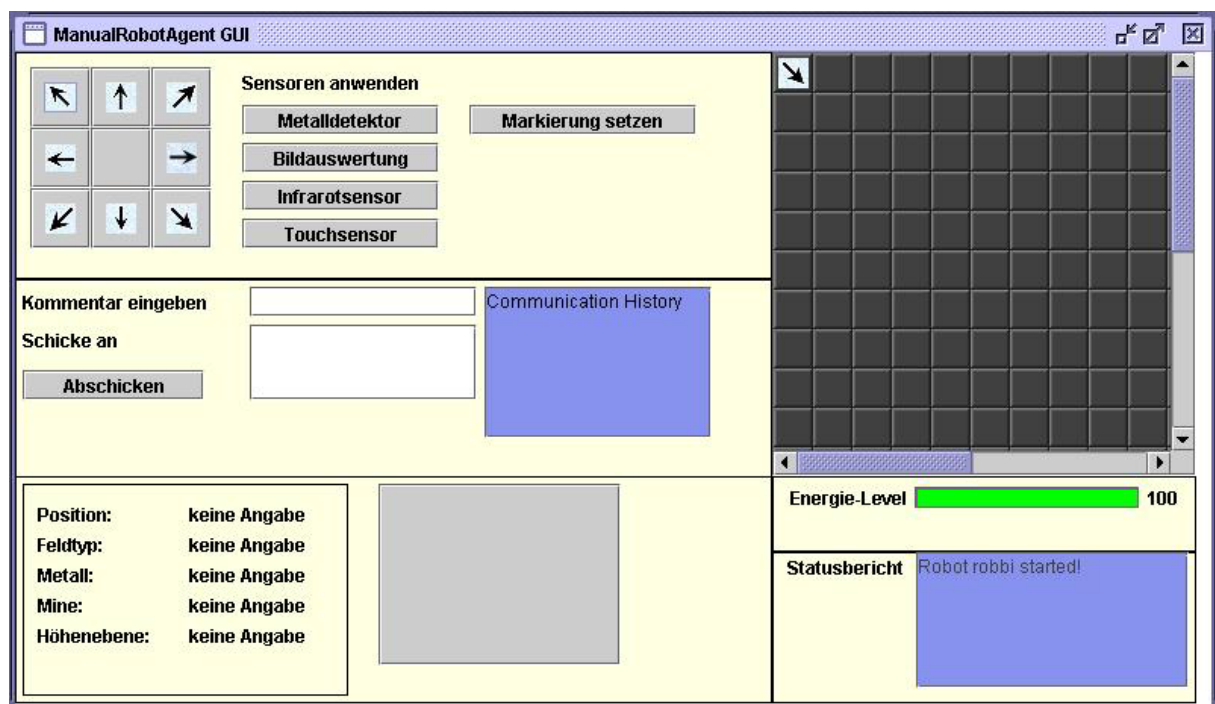 ManualRobotAgent GUI
Sensoren anwenden
Metalldetektor
Markierung setzen
Bildauswertung
Infrarotsensor
Touchsensor
Kommentar eingeben
Communication History
Schicke an
Abschicken
Position: keine Angabe
Feldtyp: keine Angabe
Metall: keine Angabe
Mine: keine Angabe
Höhenebene: keine Angabe
Energie-Level 100
Statusbericht Robot robbi started!